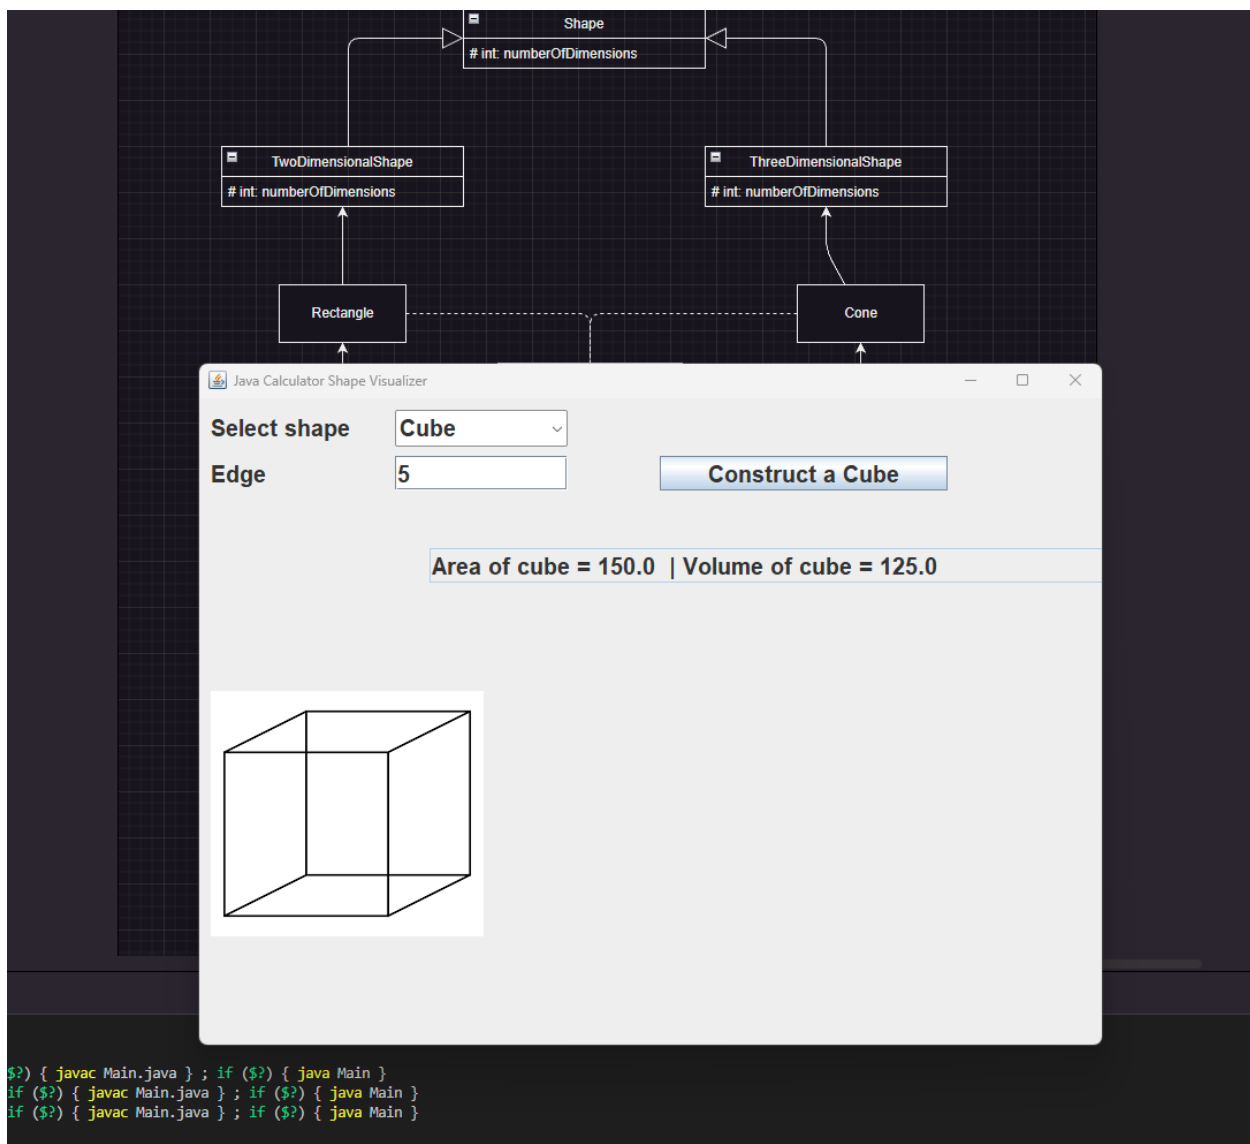 Shape
# int: numberOfDimensions
TwoDimensionalShape
# int: numberOfDimensions
ThreeDimensionalShape
# int: numberOfDimensions
Rectangle
Cone
Java Calculator Shape Visualizer
Select shape
Cube
Edge
5
Construct a Cube
Area of cube = 150.0 | Volume of cube = 125.0
$?) { javac Main.java } ; if ($?) { java Main }
if ($?) { javac Main.java } ; if ($?) { java Main }
if ($?) { javac Main.java } ; if ($?) { java Main }